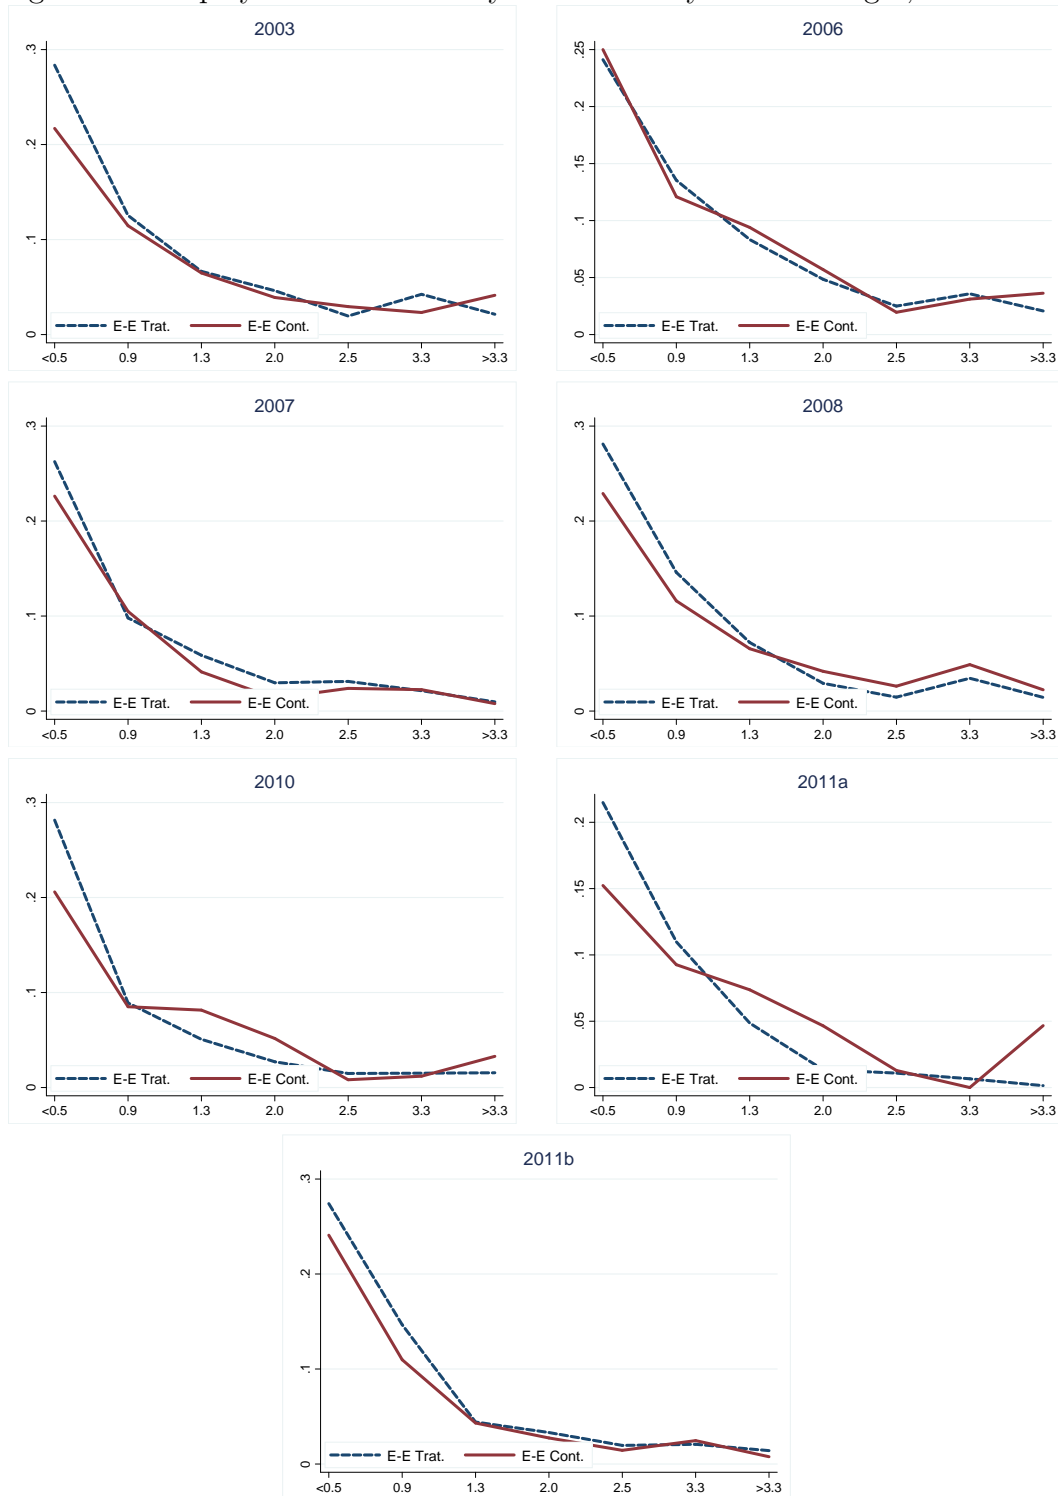 2003
.3
.2
.1
0
E-E Trat. E-E Cont.
<0.5 0.9 1.3 2.0 2.5 3.3 >3.3
2006
.25
.2
.15
.1
.05
0
E-E Trat. E-E Cont.
<0.5 0.9 1.3 2.0 2.5 3.3 >3.3
2007
.3
.2
.1
0
E-E Trat. E-E Cont.
<0.5 0.9 1.3 2.0 2.5 3.3 >3.3
2008
.3
.2
.1
0
E-E Trat. E-E Cont.
<0.5 0.9 1.3 2.0 2.5 3.3 >3.3
2010
.3
.2
.1
0
E-E Trat. E-E Cont.
<0.5 0.9 1.3 2.0 2.5 3.3 >3.3
2011a
.2
.15
.1
.05
0
E-E Trat. E-E Cont.
<0.5 0.9 1.3 2.0 2.5 3.3 >3.3
2011b
.3
.2
.1
0
E-E Trat. E-E Cont.
<0.5 0.9 1.3 2.0 2.5 3.3 >3.3